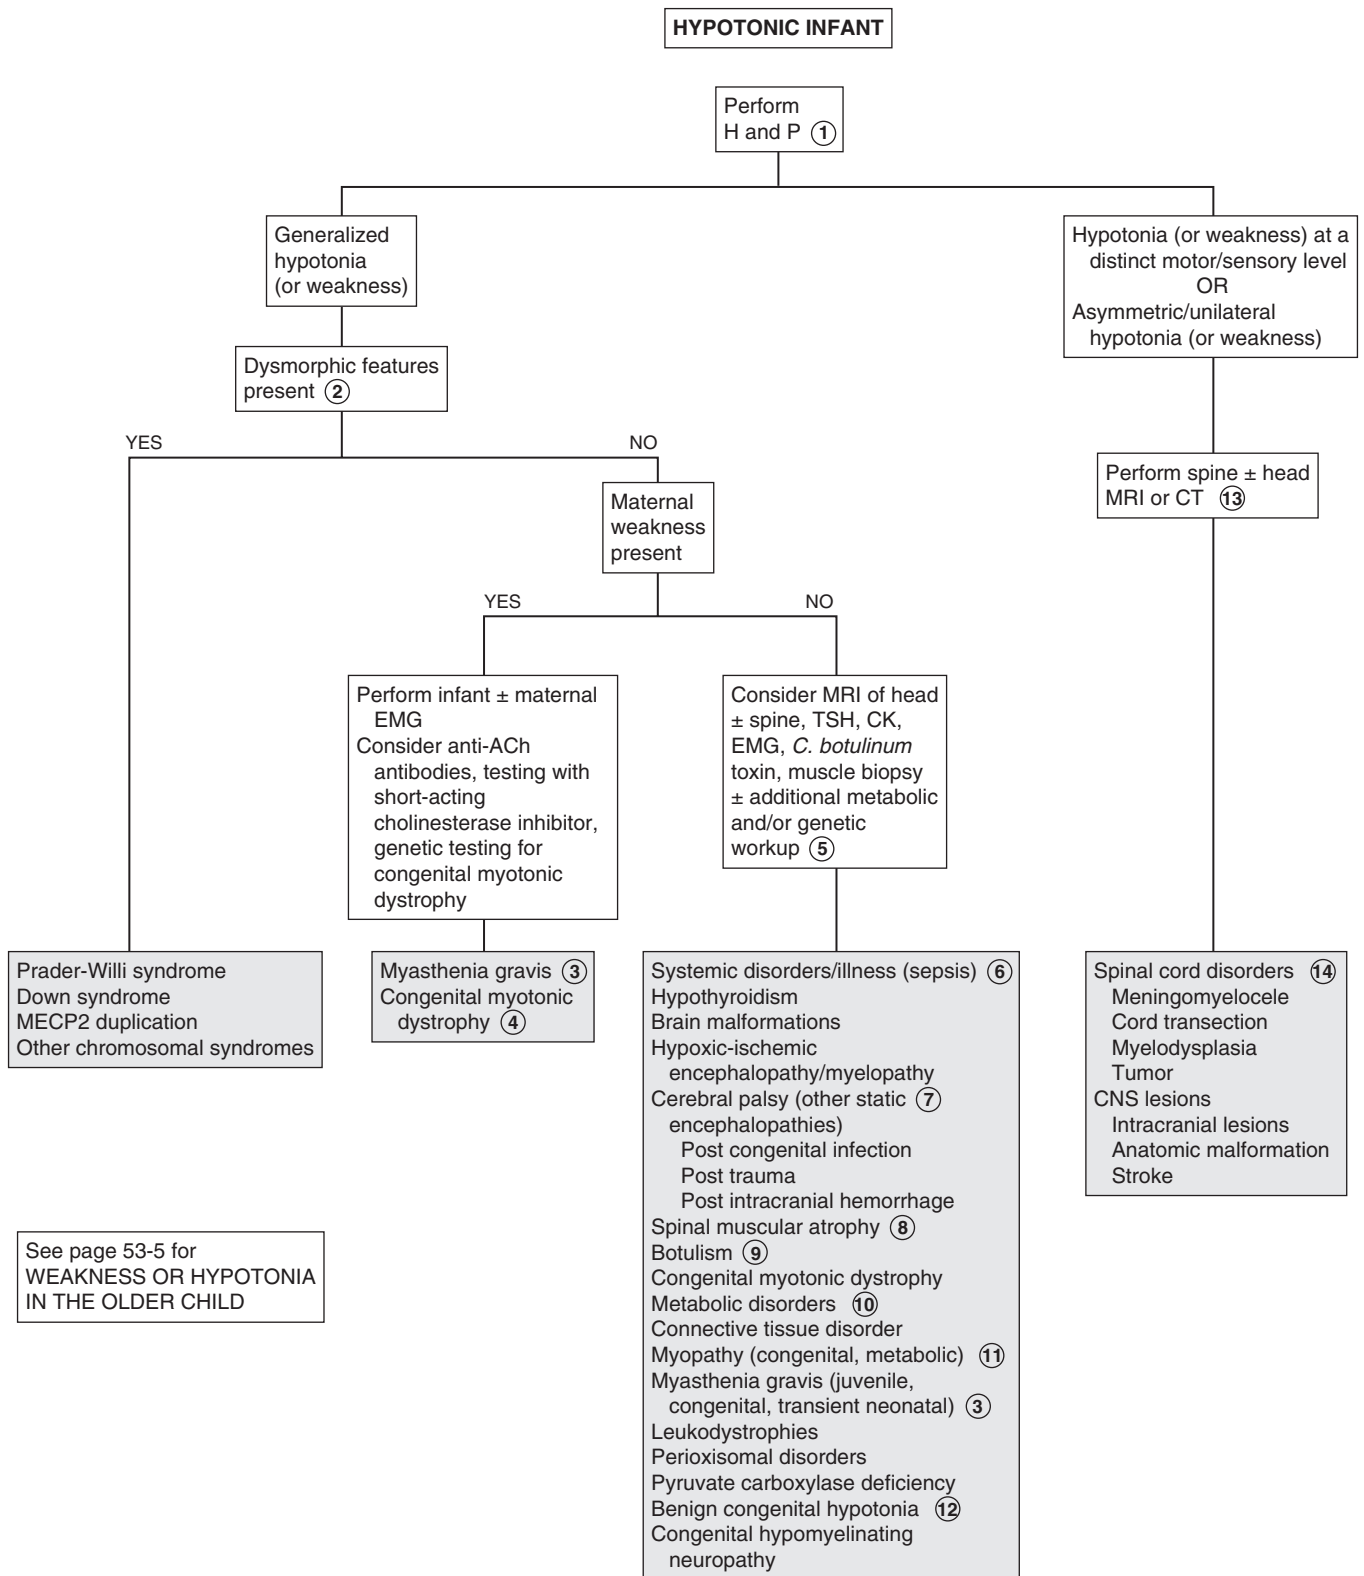 HYPOTONIC INFANT
Perform
H and P 1
Generalized
hypotonia
(or weakness)
Hypotonia (or weakness) at a
distinct motor/sensory level
OR
Asymmetric/unilateral
hypotonia (or weakness)
Dysmorphic features
present 2
YES
NO
Perform spine ± head
MRI or CT 13
Maternal
weakness
present
YES
NO
Perform infant ± maternal
EMG
Consider anti-ACh
antibodies, testing with
short-acting
cholinesterase inhibitor,
genetic testing for
congenital myotonic
dystrophy
Consider MRI of head
± spine, TSH, CK,
EMG, C. botulinum
toxin, muscle biopsy
± additional metabolic
and/or genetic
workup 5
Prader-Willi syndrome
Down syndrome
MECP2 duplication
Other chromosomal syndromes
Myasthenia gravis 3
Congenital myotonic
dystrophy 4
Systemic disorders/illness (sepsis) 6
Hypothyroidism
Brain malformations
Hypoxic-ischemic
encephalopathy/myelopathy
Cerebral palsy (other static 7
encephalopathies)
Post congenital infection
Post trauma
Post intracranial hemorrhage
Spinal muscular atrophy 8
Botulism 9
Congenital myotonic dystrophy
Metabolic disorders 10
Connective tissue disorder
Myopathy (congenital, metabolic) 11
Myasthenia gravis (juvenile,
congenital, transient neonatal) 3
Leukodystrophies
Perioxisomal disorders
Pyruvate carboxylase deficiency
Benign congenital hypotonia 12
Congenital hypomyelinating
neuropathy
Spinal cord disorders 14
Meningomyelocele
Cord transection
Myelodysplasia
Tumor
CNS lesions
Intracranial lesions
Anatomic malformation
Stroke
See page 53-5 for
WEAKNESS OR HYPOTONIA
IN THE OLDER CHILD